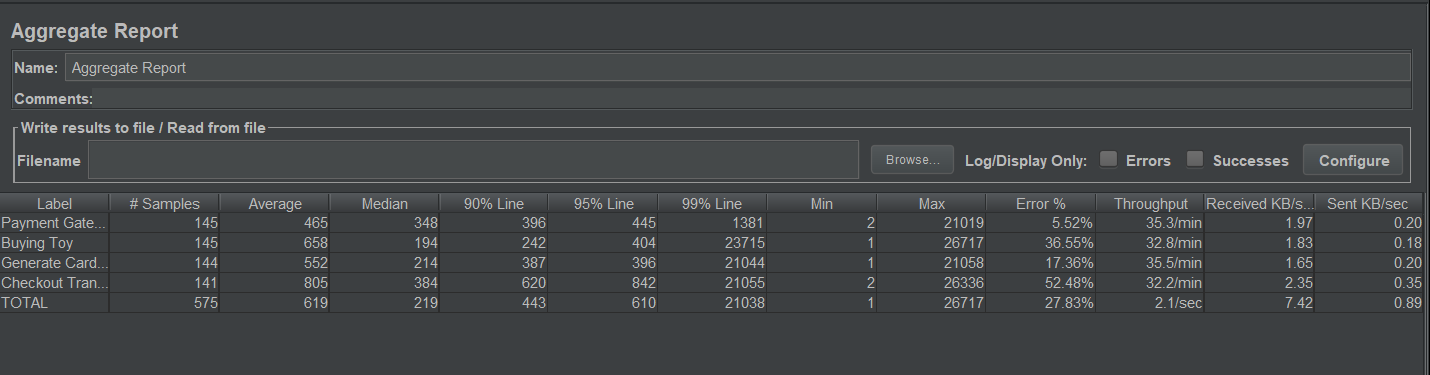 Aggregate Report
Name: Aggregate Report
Comments:
Write results to file / Read from file
Filename Browse... Log/Display Only: Errors Successes Configure
Label # Samples Average Median 90% Line 95% Line 99% Line Min Max Error % Throughput Received KB/s... Sent KB/sec
Payment Gate... 145 465 348 396 445 1381 2 21019 5.52% 35.3/min 1.97 0.20
Buying Toy 145 658 194 242 404 23715 1 26717 36.55% 32.8/min 1.83 0.18
Generate Card... 144 552 214 387 396 21044 1 21058 17.36% 35.5/min 1.65 0.20
Checkout Tran... 141 805 384 620 842 21055 2 26336 52.48% 32.2/min 2.35 0.35
TOTAL 575 619 219 443 610 21038 1 26717 27.83% 2.1/sec 7.42 0.89